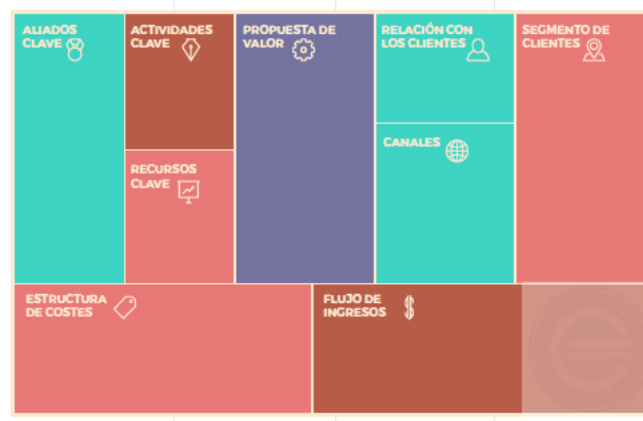 ALIADOS
CLAVE
ACTIVIDADES
CLAVE
PROPUESTA DE
VALOR
RELACIÓN CON
LOS CLIENTES
SEGMENTO DE
CLIENTES
CANALES
RECURSOS
CLAVE
ESTRUCTURA
DE COSTES
FLUJO DE
INGRESOS
$